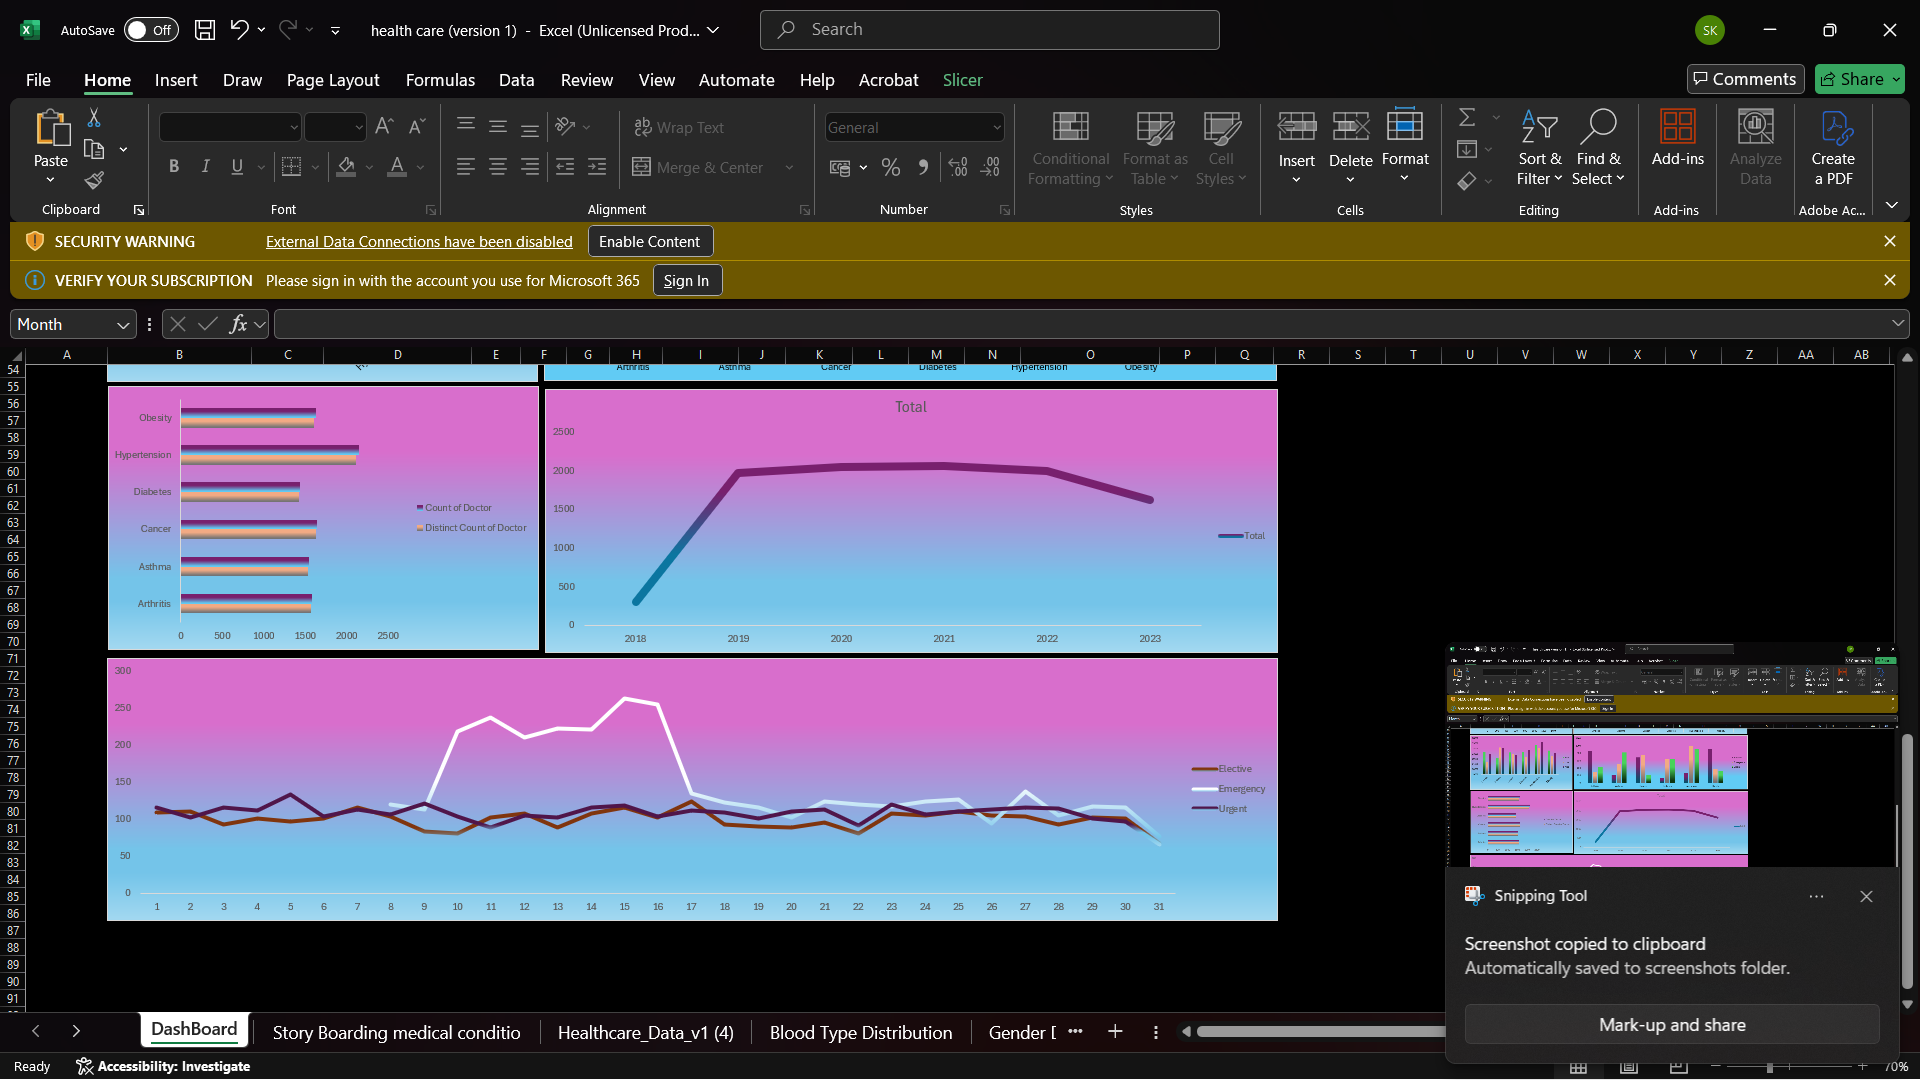 AutoSave Off health care (version 1) - Excel (Unlicensed Prod... Search SK
File Home Insert Draw Page Layout Formulas Data Review View Automate Help Acrobat Slicer Comments Share
Paste
Clipboard
B I U A
Font
Wrap Text
Merge & Center
Alignment
General
Number
Conditional Formatting
Format as Table
Cell Styles
Styles
Insert Delete Format
Cells
Sort & Filter
Find & Select
Editing
Add-ins
Add-ins
Analyze Data
Create a PDF
Adobe Ac...
SECURITY WARNING External Data Connections have been disabled Enable Content
VERIFY YOUR SUBSCRIPTION Please sign in with the account you use for Microsoft 365 Sign In
Month fx
A B C D E F G H I J K L M N O P Q R S T U V W X Y Z AA AB
54
55
56
57
58
59
60
61
62
63
64
65
66
67
68
69
70
71
72
73
74
75
76
77
78
79
80
81
82
83
84
85
86
87
88
89
90
91
Arthritis Asthma Cancer Diabetes Hypertension Obesity
Obesity
Hypertension
Diabetes
Cancer
Asthma
Arthritis
0 500 1000 1500 2000 2500
Count of Doctor
Distinct Count of Doctor
Total
2500
2000
1500
1000
500
0
2018 2019 2020 2021 2022 2023
Total
300
250
200
150
100
50
0
1 2 3 4 5 6 7 8 9 10 11 12 13 14 15 16 17 18 19 20 21 22 23 24 25 26 27 28 29 30 31
Elective
Emergency
Urgent
Snipping Tool
Screenshot copied to clipboard
Automatically saved to screenshots folder.
Mark-up and share
DashBoard Story Boarding medical conditio Healthcare_Data_v1 (4) Blood Type Distribution Gender D
Ready Accessibility: Investigate 70%